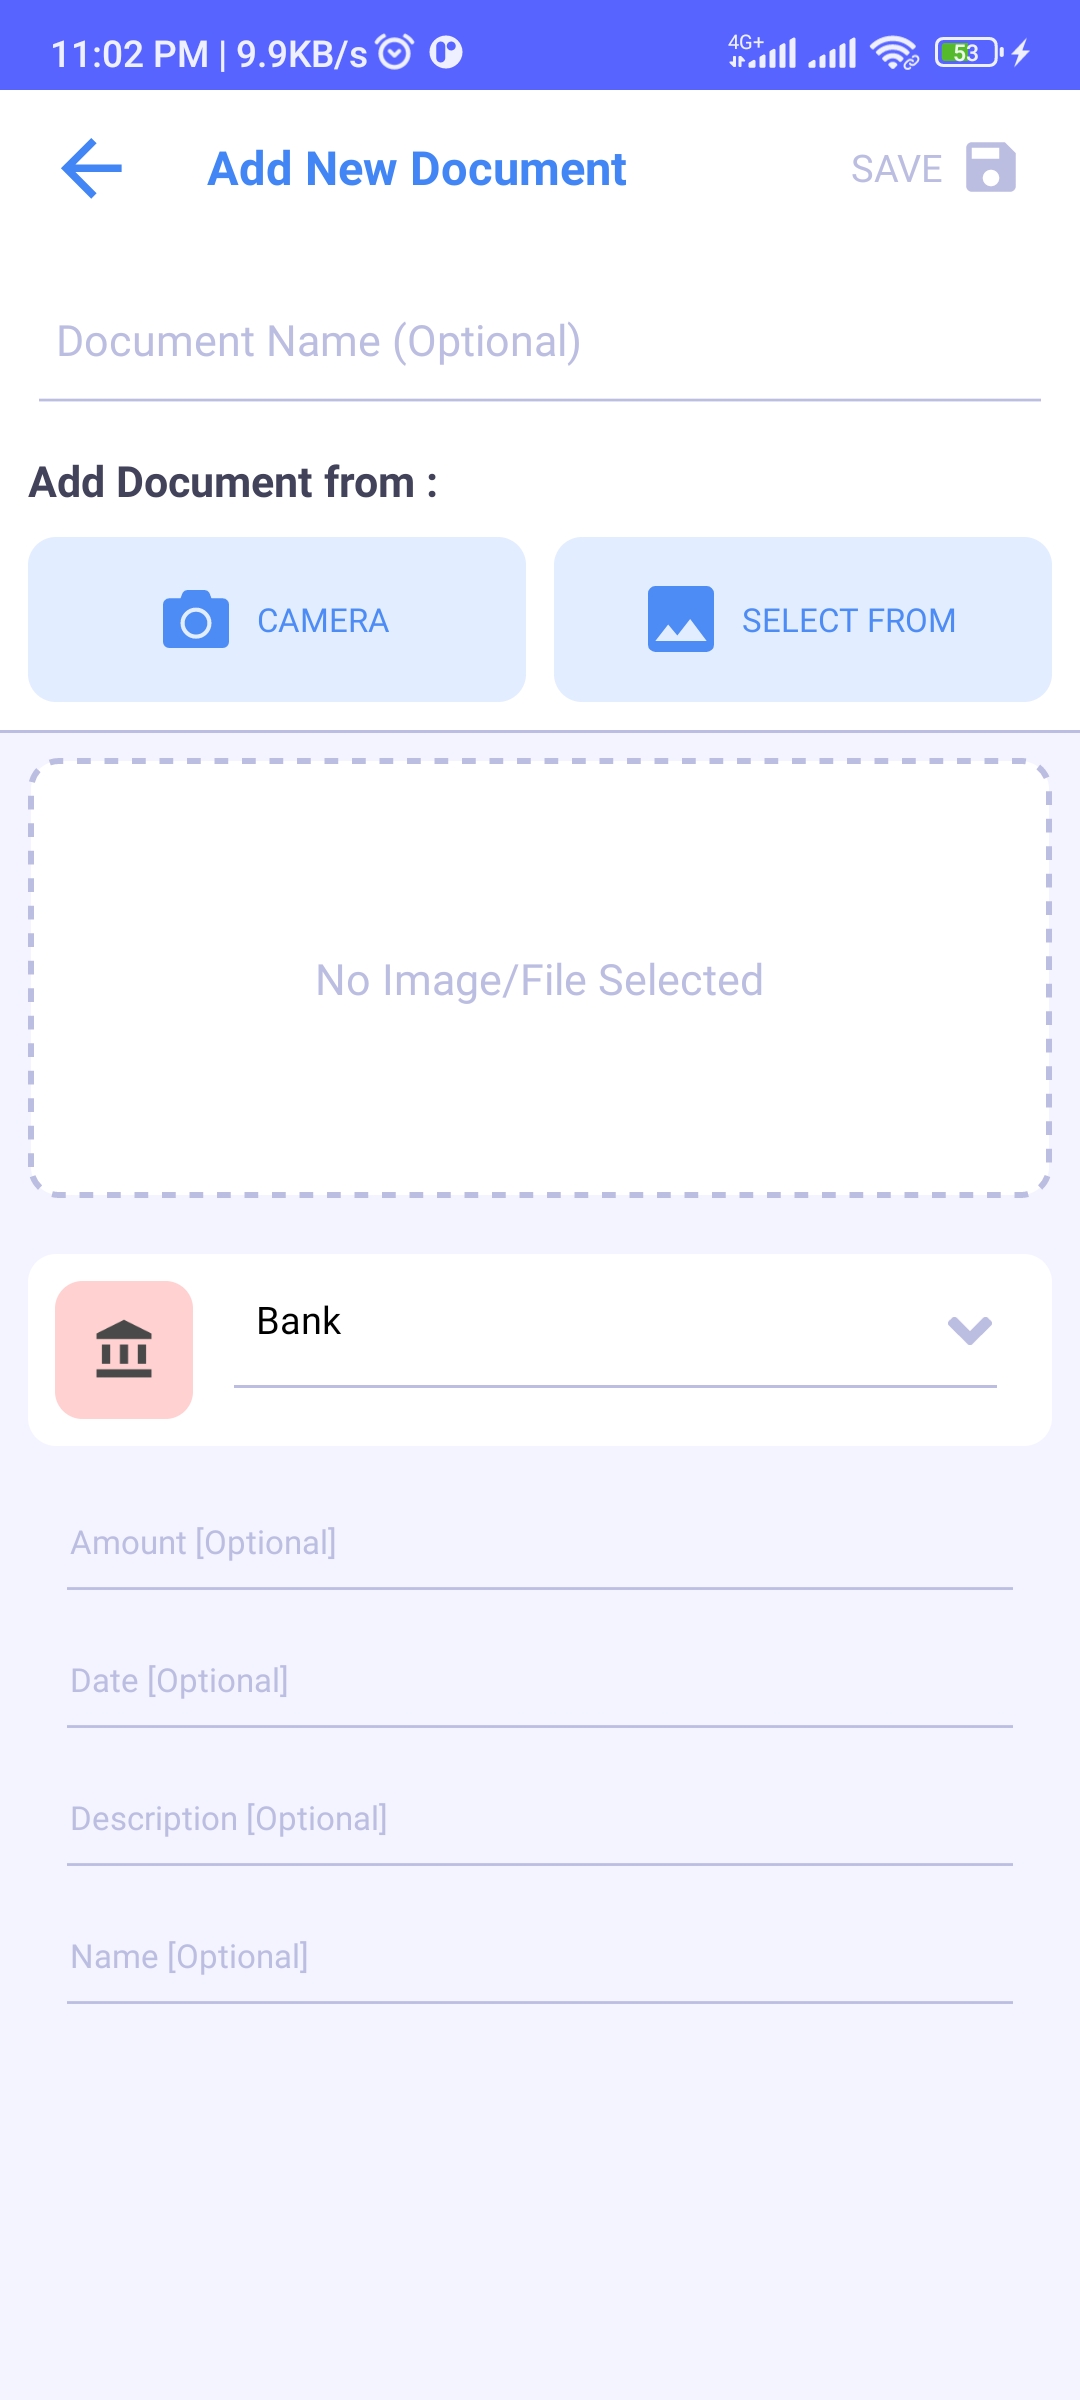 11:02 PM | 9.9KB/s 4G+ 53
Add New Document SAVE
Document Name (Optional)
Add Document from :
CAMERA SELECT FROM
No Image/File Selected
Bank
Amount [Optional]
Date [Optional]
Description [Optional]
Name [Optional]